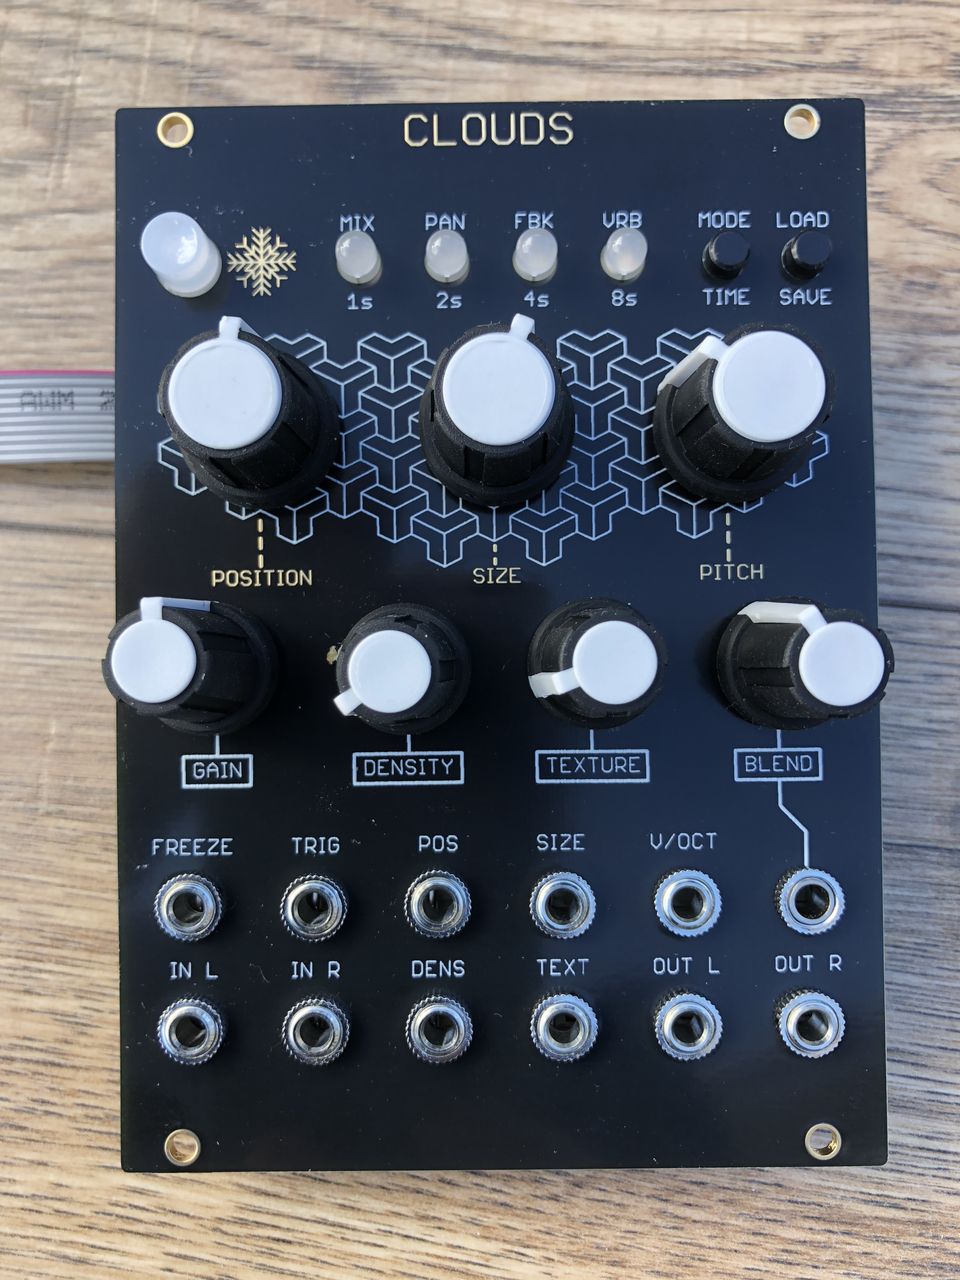 CLOUDS
MIX PAN FBK VRB MODE LOAD
1s 2s 4s 8s TIME SAVE
AWM
POSITION SIZE PITCH
GAIN DENSITY TEXTURE BLEND
FREEZE TRIG POS SIZE V/OCT
IN L IN R DENS TEXT OUT L OUT R